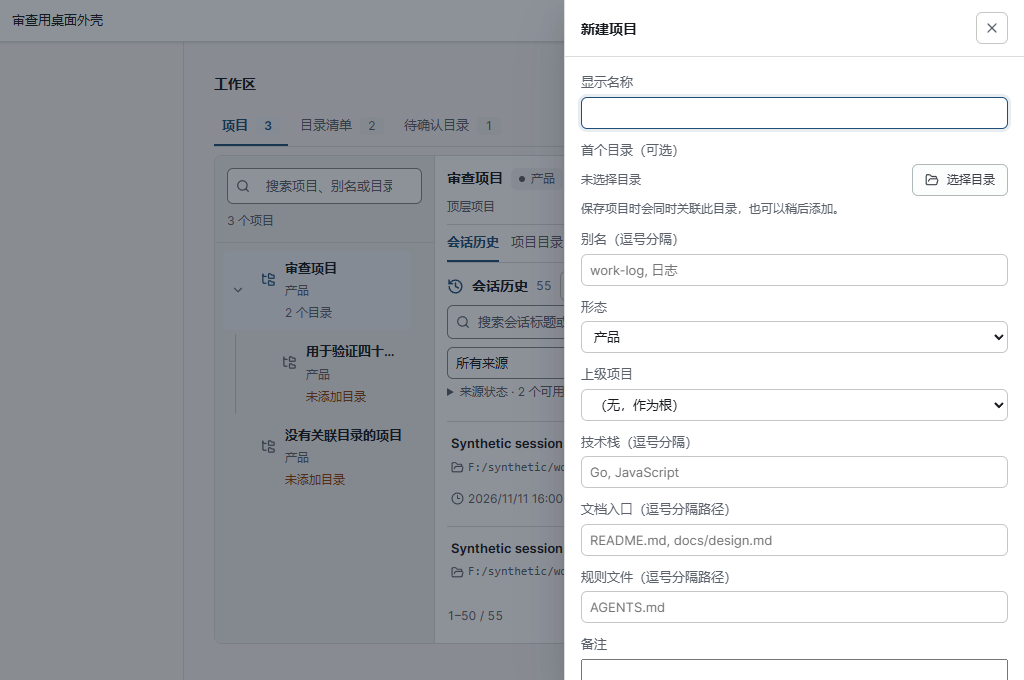 审查用桌面外壳
工作区
项目 3 目录清单 2 待确认目录 1
搜索项目、别名或目录
3 个项目
审查项目
产品
2 个目录
用于验证四十...
产品
未添加目录
没有关联目录的项目
产品
未添加目录
审查项目 产品
顶层项目
会话历史 项目目录
会话历史 55
搜索会话标题或
所有来源
来源状态 · 2 个可用
Synthetic session
F:/synthetic/wo
2026/11/11 16:00
Synthetic session
F:/synthetic/wo
1–50 / 55
新建项目
显示名称
首个目录（可选）
未选择目录
选择目录
保存项目时会同时关联此目录，也可以稍后添加。
别名（逗号分隔）
work-log, 日志
形态
产品
上级项目
（无，作为根）
技术栈（逗号分隔）
Go, JavaScript
文档入口（逗号分隔路径）
README.md, docs/design.md
规则文件（逗号分隔路径）
AGENTS.md
备注